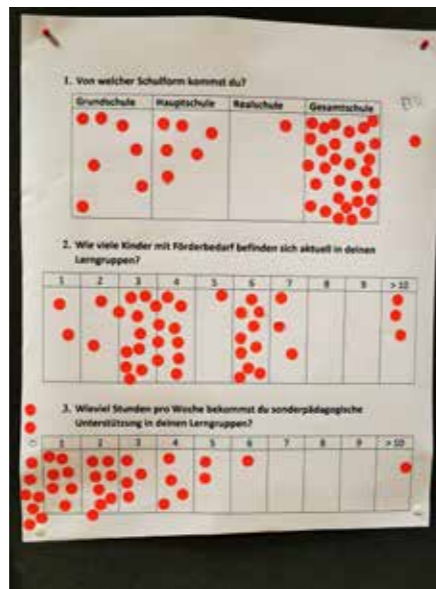 1. Von welcher Schulform kommst du?
Grundschule Hauptschule Realschule Gesamtschule
2. Wie viele Kinder mit Förderbedarf befinden sich aktuell in deinen
Lerngruppen?
1 2 3 4 5 6 7 8 9 > 10
3. Wieviel Stunden pro Woche bekommst du sonderpädagogische
Unterstützung in deinen Lerngruppen?
0 1 2 3 4 5 6 7 8 9 > 10